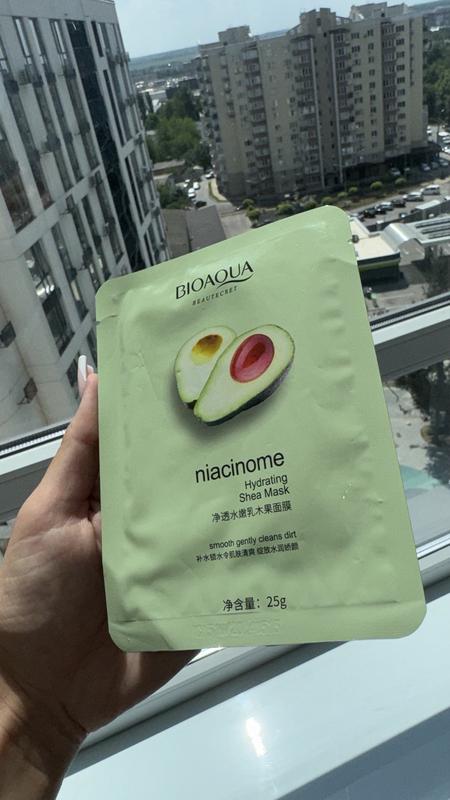 BIOAQUA
BEAUTECRET
niacinome
Hydrating
Shea Mask
净透水嫩乳木果面膜
smooth gently cleans dirt
补水锁水令肌肤清爽 绽放水润娇颜
净含量：25g